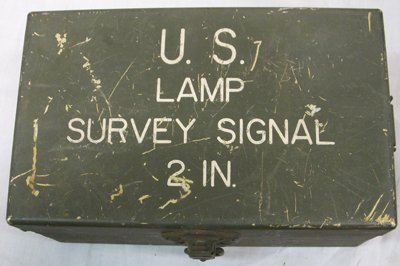 U. S.
LAMP
SURVEY SIGNAL
2 IN.